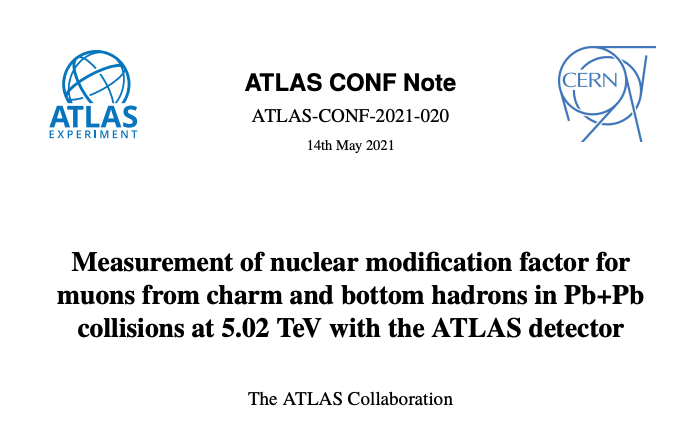 ATLAS
EXPERIMENT
ATLAS CONF Note
ATLAS-CONF-2021-020
14th May 2021
CERN
Measurement of nuclear modification factor for
muons from charm and bottom hadrons in Pb+Pb
collisions at 5.02 TeV with the ATLAS detector
The ATLAS Collaboration